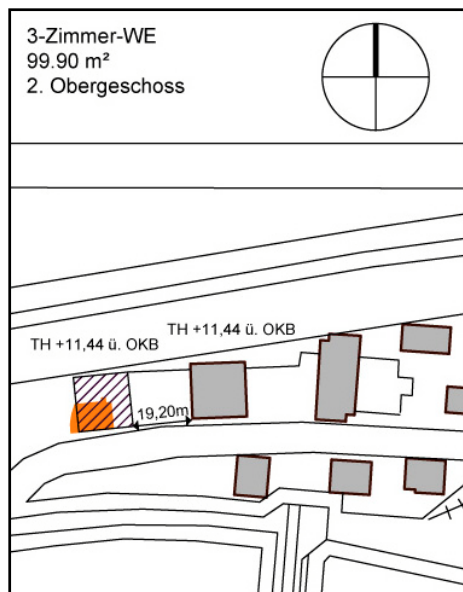 3-Zimmer-WE
99.90 m²
2. Obergeschoss
TH +11,44 ü. OKB
TH +11,44 ü. OKB
19,20m